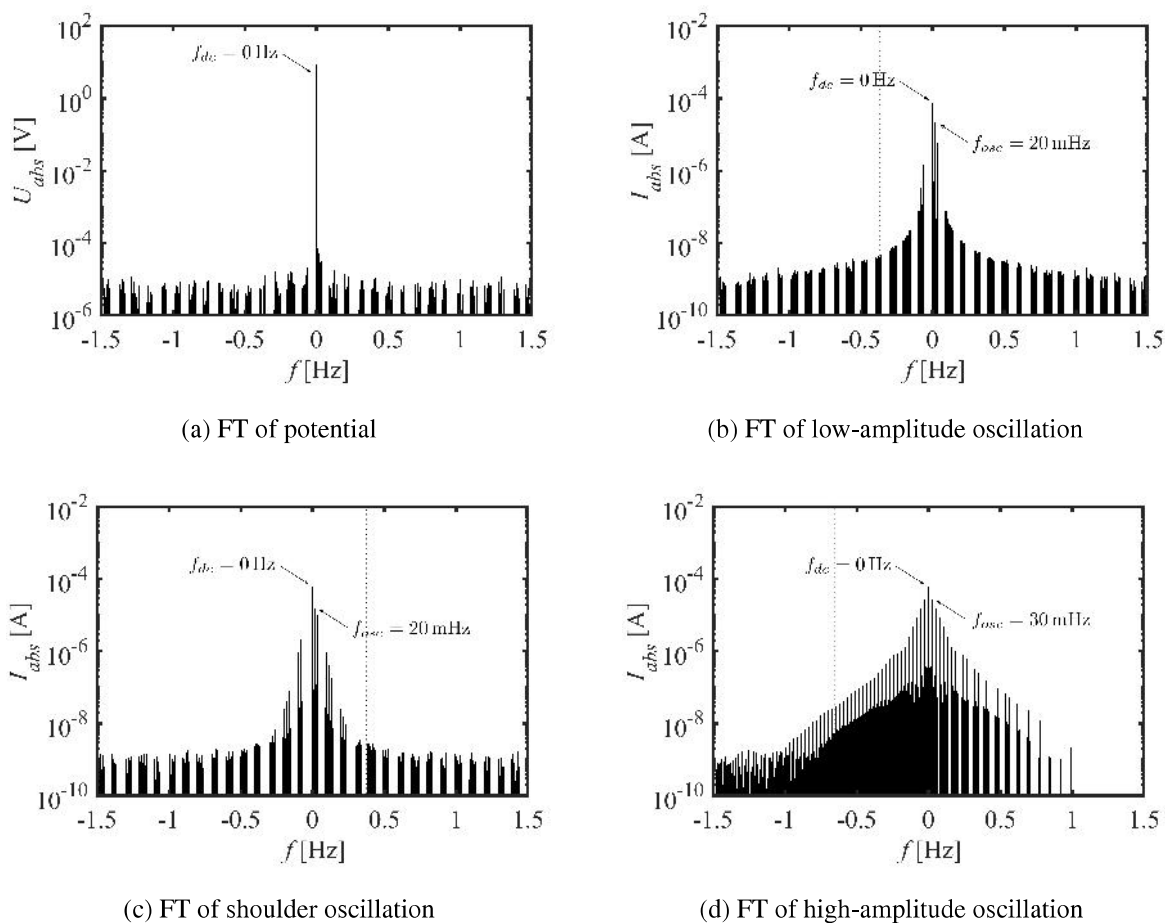 10^2
10^0
10^-2
10^-4
10^-6
U_abs [V]
f_dc = 0 Hz
-1.5 -1 -0.5 0 0.5 1 1.5
f [Hz]
(a) FT of potential
10^-2
10^-4
10^-6
10^-8
10^-10
I_abs [A]
f_dc = 0 Hz
f_osc = 20 mHz
-1.5 -1 -0.5 0 0.5 1 1.5
f [Hz]
(b) FT of low-amplitude oscillation
10^-2
10^-4
10^-6
10^-8
10^-10
I_abs [A]
f_dc = 0 Hz
f_osc = 20 mHz
-1.5 -1 -0.5 0 0.5 1 1.5
f [Hz]
(c) FT of shoulder oscillation
10^-2
10^-4
10^-6
10^-8
10^-10
I_abs [A]
f_dc = 0 Hz
f_osc = 30 mHz
-1.5 -1 -0.5 0 0.5 1 1.5
f [Hz]
(d) FT of high-amplitude oscillation